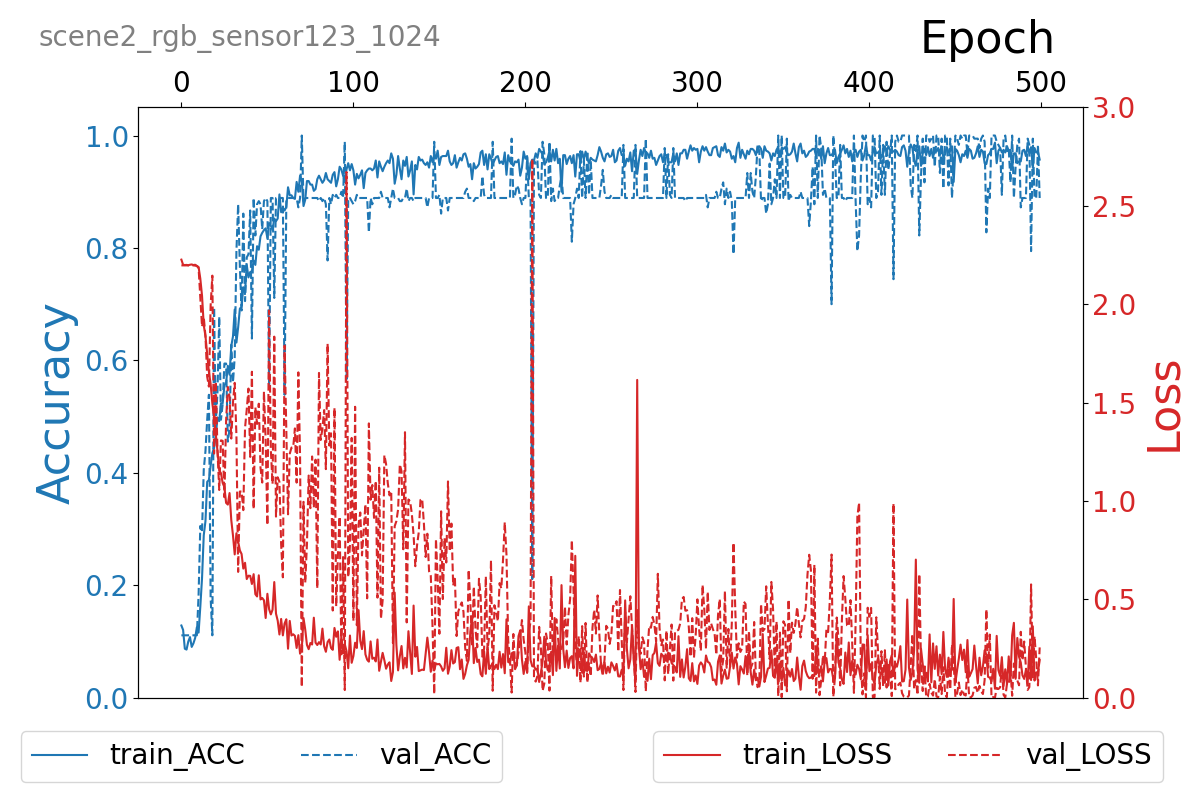 scene2_rgb_sensor123_1024
Epoch
0 100 200 300 400 500
Accuracy
1.0
0.8
0.6
0.4
0.2
0.0
3.0
2.5
2.0
1.5
1.0
0.5
0.0
Loss
train_ACC val_ACC
train_LOSS val_LOSS